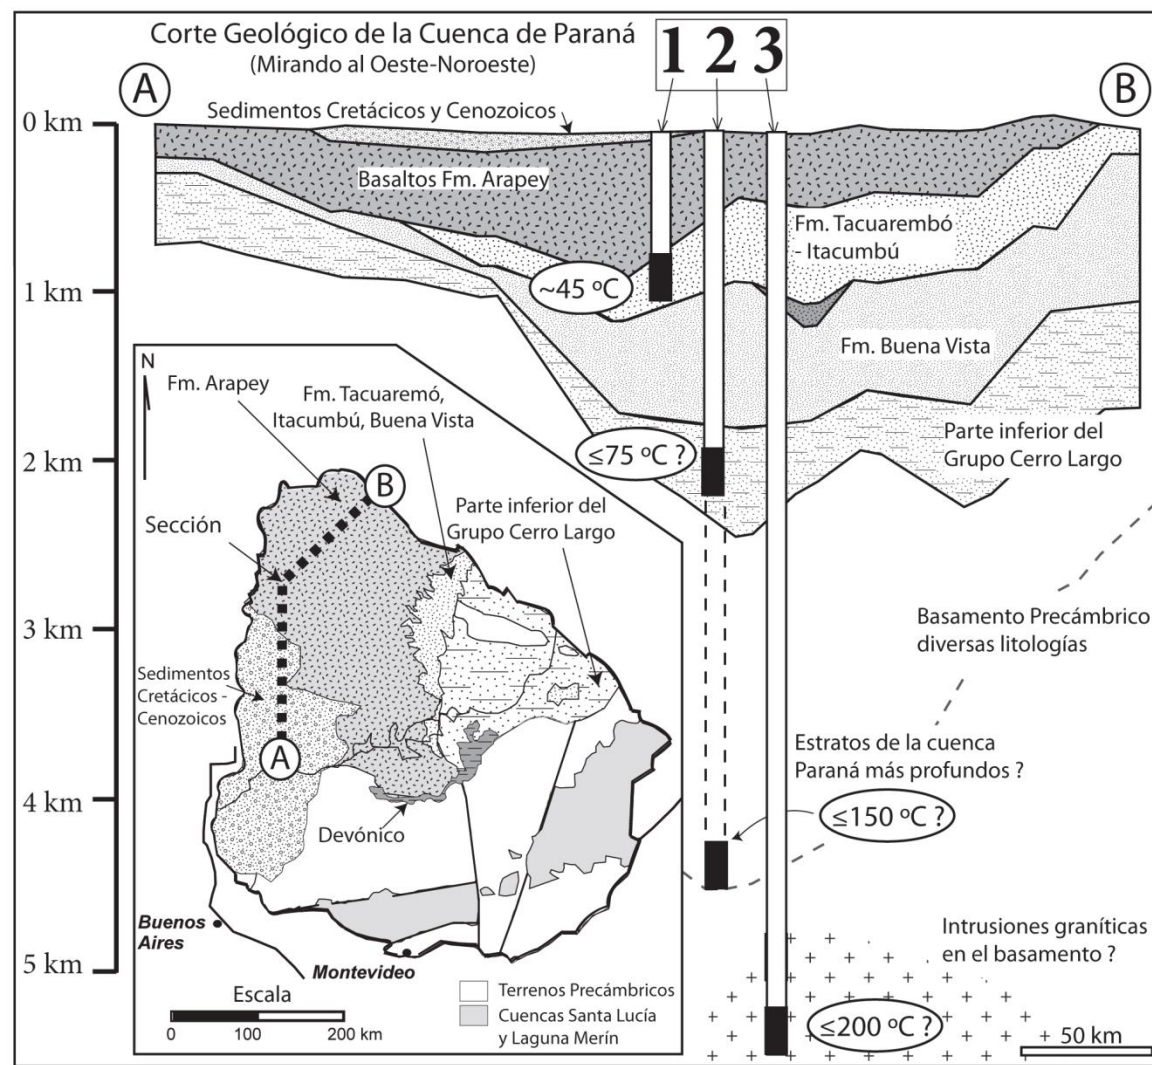 Corte Geológico de la Cuenca de Paraná
(Mirando al Oeste-Noroeste)
1 2 3
A
B
Sedimentos Cretácicos y Cenozoicos
0 km
1 km
2 km
3 km
4 km
5 km
Basaltos Fm. Arapey
Fm. Tacuarembó
- Itacumbú
~45 ºC
Fm. Buena Vista
≤75 ºC ?
Parte inferior del
Grupo Cerro Largo
Basamento Precámbrico
diversas litologías
Estratos de la cuenca
Paraná más profundos ?
≤150 ºC ?
Intrusiones graníticas
en el basamento ?
≤200 ºC ?
50 km
N
Fm. Arapey
Fm. Tacuaremó,
Itacumbú, Buena Vista
B
Sección
Parte inferior del
Grupo Cerro Largo
Sedimentos
Cretácicos -
Cenozoicos
A
Devónico
Buenos
Aires
Montevideo
Escala
0 100 200 km
Terrenos Precámbricos
Cuencas Santa Lucía
y Laguna Merín